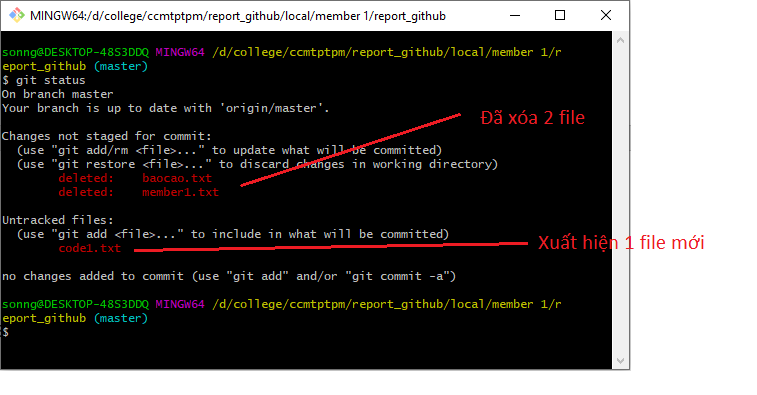 MINGW64:/d/college/ccmtptpm/report_github/local/member 1/report_github
sonng@DESKTOP-48S3DDQ MINGW64 /d/college/ccmtptpm/report_github/local/member 1/r
eport_github (master)
$ git status
On branch master
Your branch is up to date with 'origin/master'.
Changes not staged for commit:
(use "git add/rm <file>..." to update what will be committed)
(use "git restore <file>..." to discard changes in working directory)
deleted: baocao.txt
deleted: member1.txt
Đã xóa 2 file
Untracked files:
(use "git add <file>..." to include in what will be committed)
code1.txt
Xuất hiện 1 file mới
no changes added to commit (use "git add" and/or "git commit -a")
sonng@DESKTOP-48S3DDQ MINGW64 /d/college/ccmtptpm/report_github/local/member 1/r
eport_github (master)
$